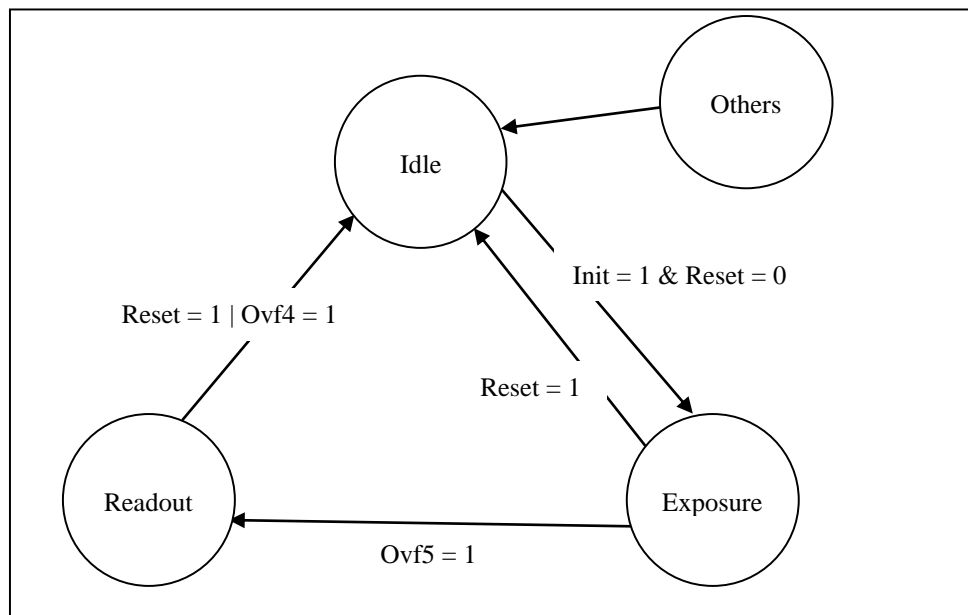 Others
Idle
Init = 1 & Reset = 0
Reset = 1 | Ovf4 = 1
Reset = 1
Readout
Exposure
Ovf5 = 1